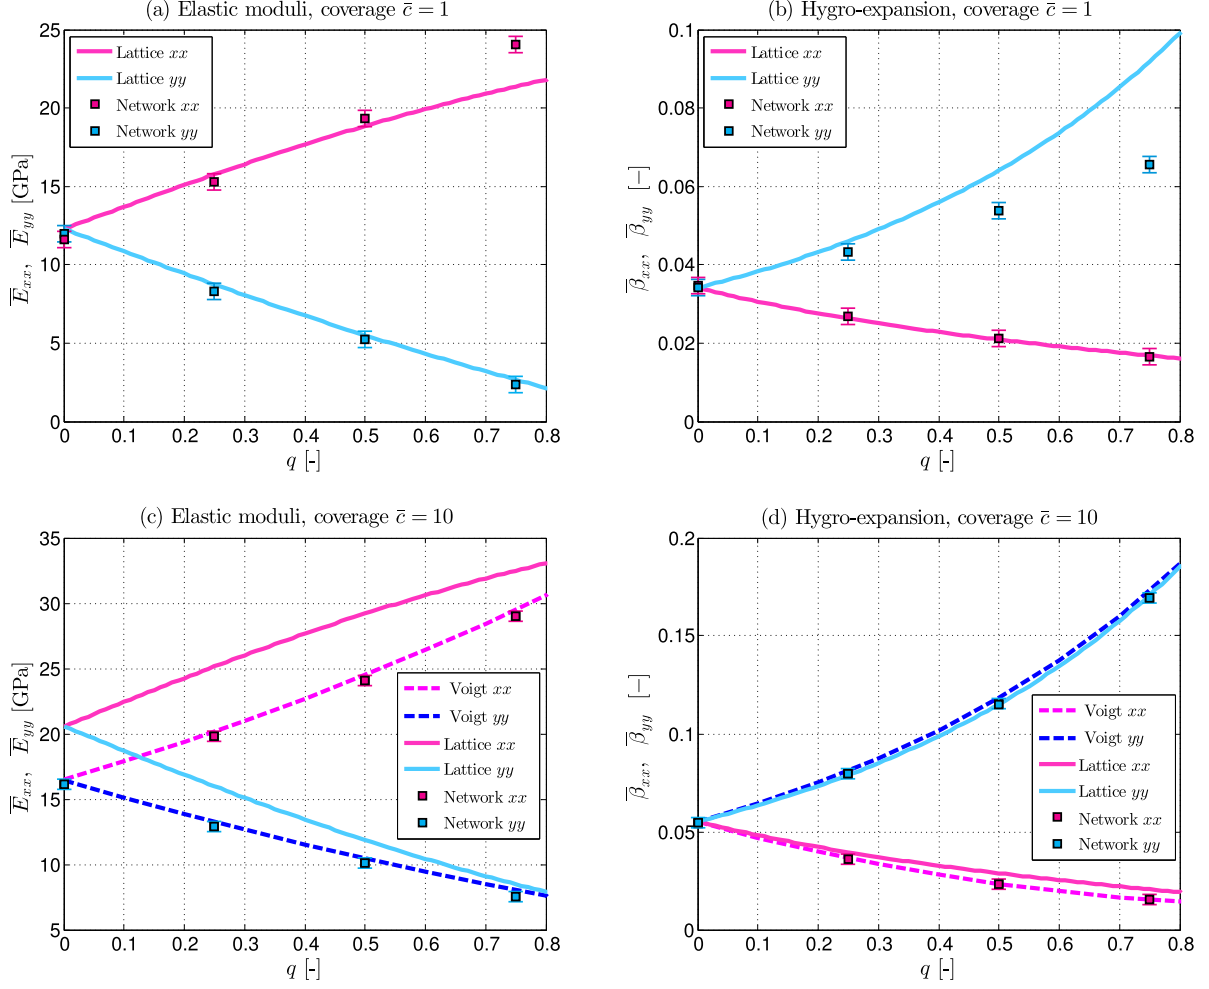 (a) Elastic moduli, coverage c̄ = 1
25
20
15
10
5
0
0 0.1 0.2 0.3 0.4 0.5 0.6 0.7 0.8
E̅xx, E̅yy [GPa]
q [-]
Lattice xx
Lattice yy
Network xx
Network yy
(b) Hygro-expansion, coverage c̄ = 1
0.1
0.08
0.06
0.04
0.02
0
0 0.1 0.2 0.3 0.4 0.5 0.6 0.7 0.8
β̅xx, β̅yy [−]
q [-]
Lattice xx
Lattice yy
Network xx
Network yy
(c) Elastic moduli, coverage c̄ = 10
35
30
25
20
15
10
5
0 0.1 0.2 0.3 0.4 0.5 0.6 0.7 0.8
E̅xx, E̅yy [GPa]
q [-]
Voigt xx
Voigt yy
Lattice xx
Lattice yy
Network xx
Network yy
(d) Hygro-expansion, coverage c̄ = 10
0.2
0.15
0.1
0.05
0
0 0.1 0.2 0.3 0.4 0.5 0.6 0.7 0.8
β̅xx, β̅yy [−]
q [-]
Voigt xx
Voigt yy
Lattice xx
Lattice yy
Network xx
Network yy